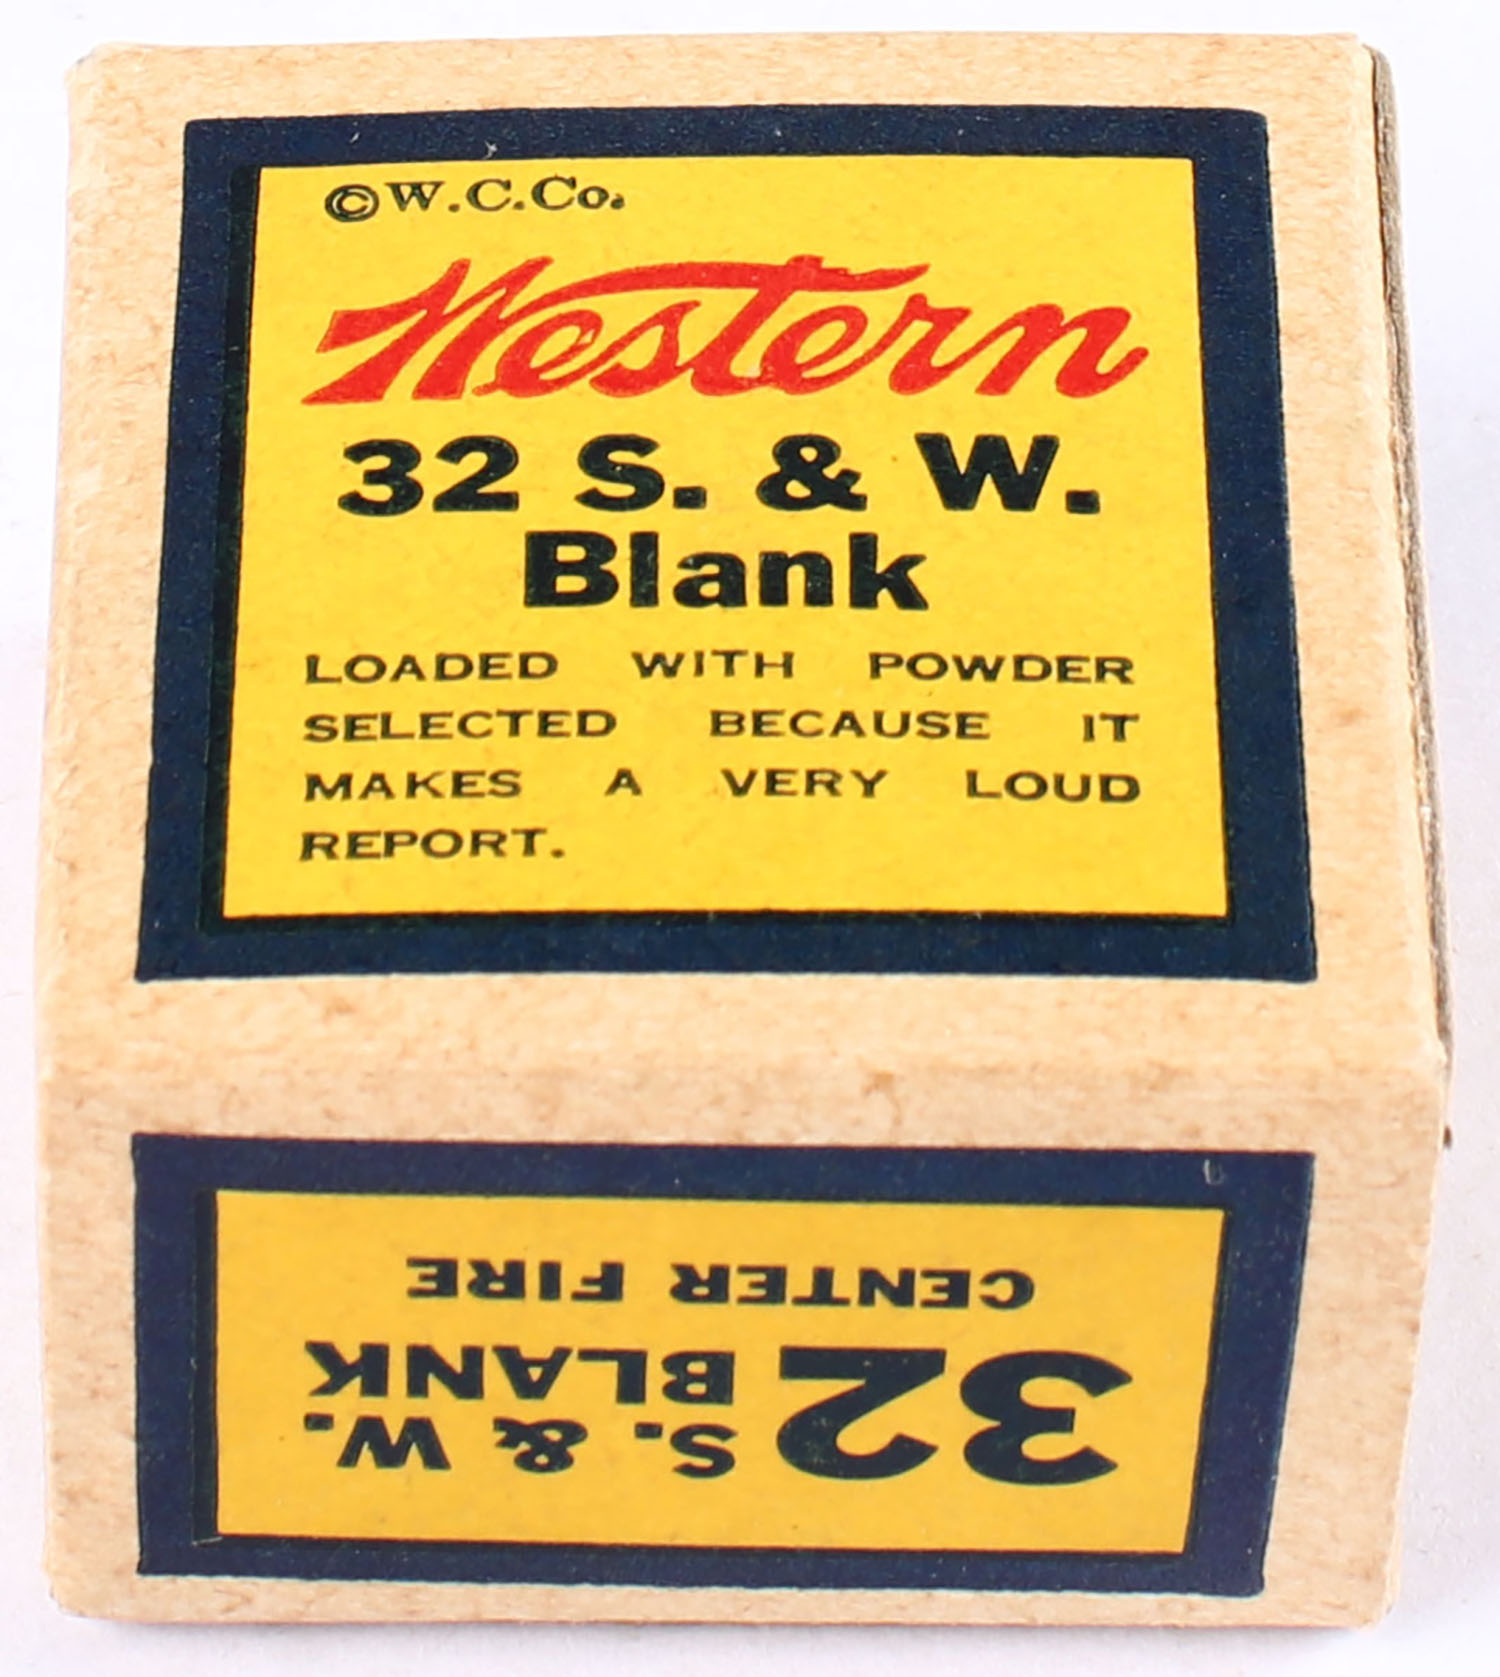 ©W.C.Co.
Western
32 S. & W.
Blank
LOADED WITH POWDER
SELECTED BECAUSE IT
MAKES A VERY LOUD
REPORT.
32 S. & W.
BLANK
CENTER FIRE